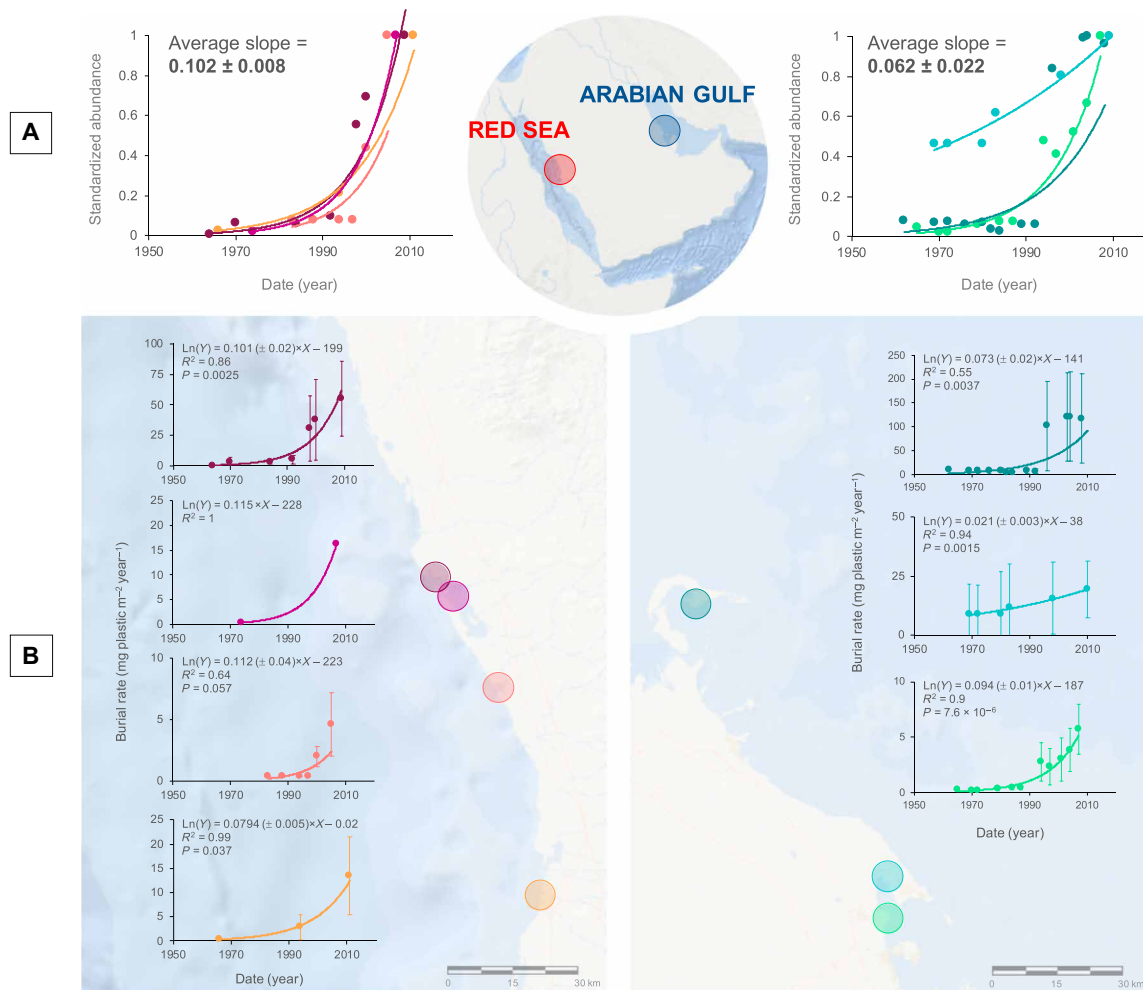 A
Average slope =
0.102 ± 0.008
Standardized abundance
1
0.8
0.6
0.4
0.2
0
1950
1970
1990
2010
Date (year)
ARABIAN GULF
RED SEA
Average slope =
0.062 ± 0.022
Standardized abundance
1
0.8
0.6
0.4
0.2
0
1950
1970
1990
2010
Date (year)
B
Burial rate (mg plastic m−2 year−1)
Ln(Y) = 0.101 (± 0.02)×X – 199
R2 = 0.86
P = 0.0025
100
75
50
25
0
1950
1970
1990
2010
Ln(Y) = 0.115×X – 228
R2 = 1
25
20
15
10
5
0
1950
1970
1990
2010
Ln(Y) = 0.112 (± 0.04)×X – 223
R2 = 0.64
P = 0.057
10
5
0
1950
1970
1990
2010
Ln(Y) = 0.0794 (± 0.005)×X – 0.02
R2 = 0.99
P = 0.037
25
20
15
10
5
0
1950
1970
1990
2010
Date (year)
0
15
30 km
Burial rate (mg plastic m−2 year−1)
Ln(Y) = 0.073 (± 0.02)×X – 141
R2 = 0.55
P = 0.0037
250
200
150
100
50
0
1950
1970
1990
2010
Ln(Y) = 0.021 (± 0.003)×X – 38
R2 = 0.94
P = 0.0015
50
25
0
1950
1970
1990
2010
Ln(Y) = 0.094 (± 0.01)×X – 187
R2 = 0.9
P = 7.6 × 10−6
10
5
0
1950
1970
1990
2010
Date (year)
0
15
30 km